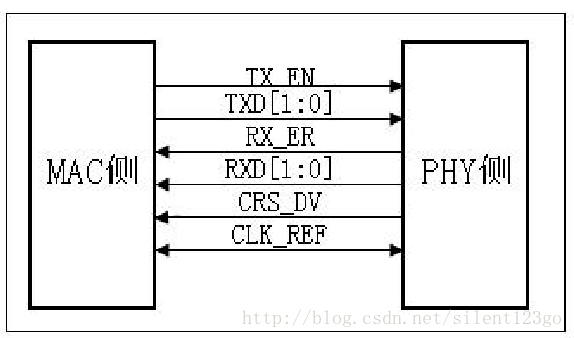 TX_EN
TXD[1:0]
RX_ER
MAC侧
RXD[1:0]
PHY侧
CRS_DV
CLK_REF
http://blog.csdn.net/silent123go